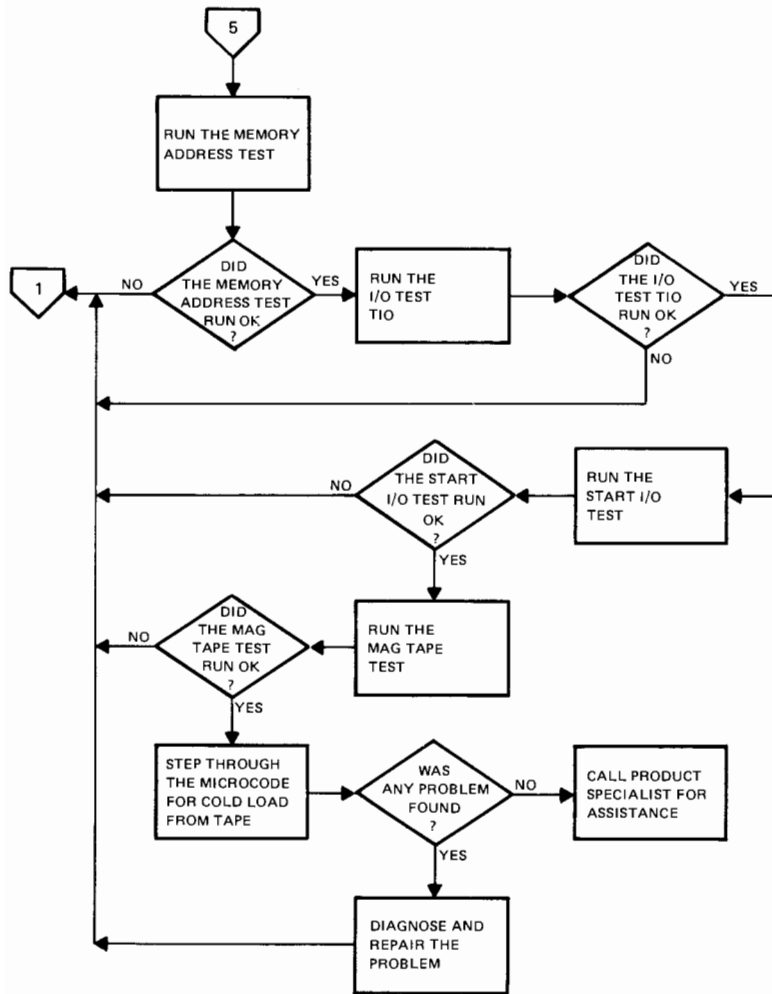 5
RUN THE MEMORY
ADDRESS TEST
1
NO
DID
THE MEMORY
ADDRESS TEST
RUN OK
?
YES
RUN THE
I/O TEST
TIO
DID
THE I/O
TEST TIO
RUN OK
?
YES
NO
RUN THE
START I/O
TEST
DID
THE START
I/O TEST RUN
OK
?
NO
YES
RUN THE
MAG TAPE
TEST
DID
THE MAG
TAPE TEST
RUN OK
?
NO
YES
STEP THROUGH
THE MICROCODE
FOR COLD LOAD
FROM TAPE
WAS
ANY PROBLEM
FOUND
?
NO
CALL PRODUCT
SPECIALIST FOR
ASSISTANCE
YES
DIAGNOSE AND
REPAIR THE
PROBLEM